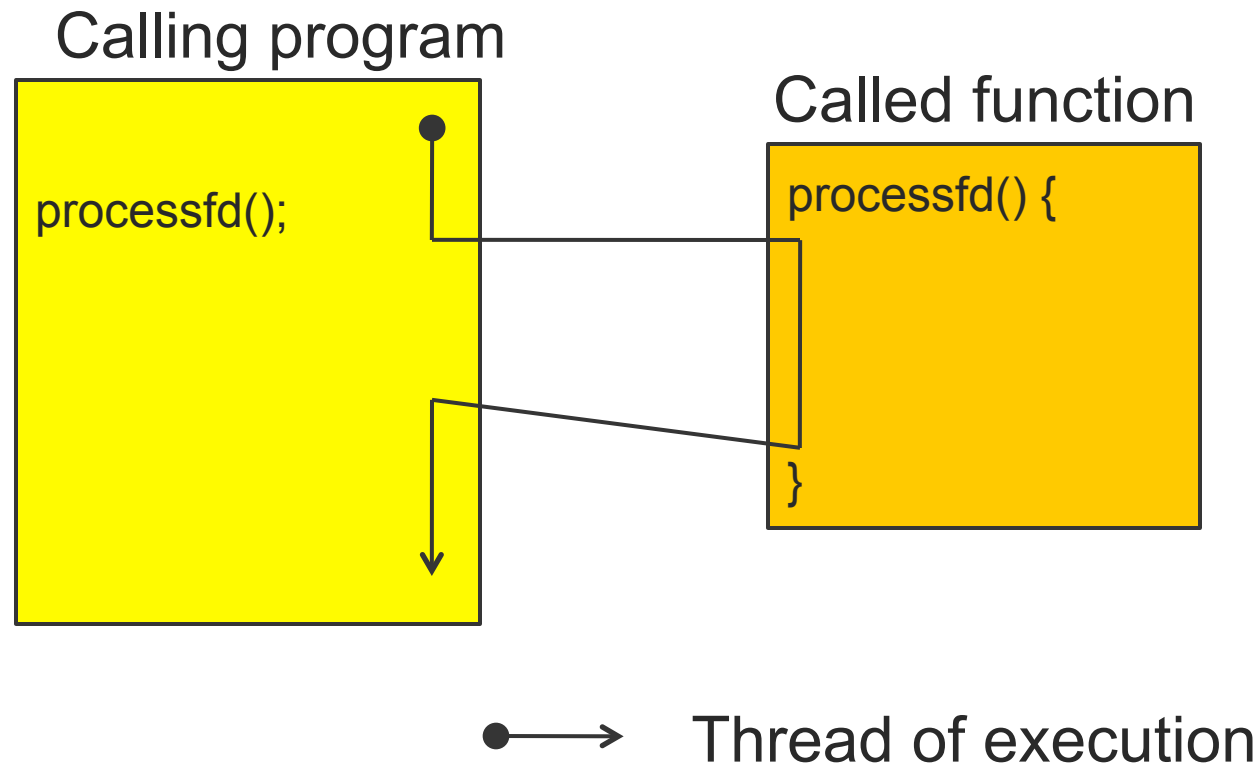 Calling program
Called function
processfd();
processfd() {
}
Thread of execution